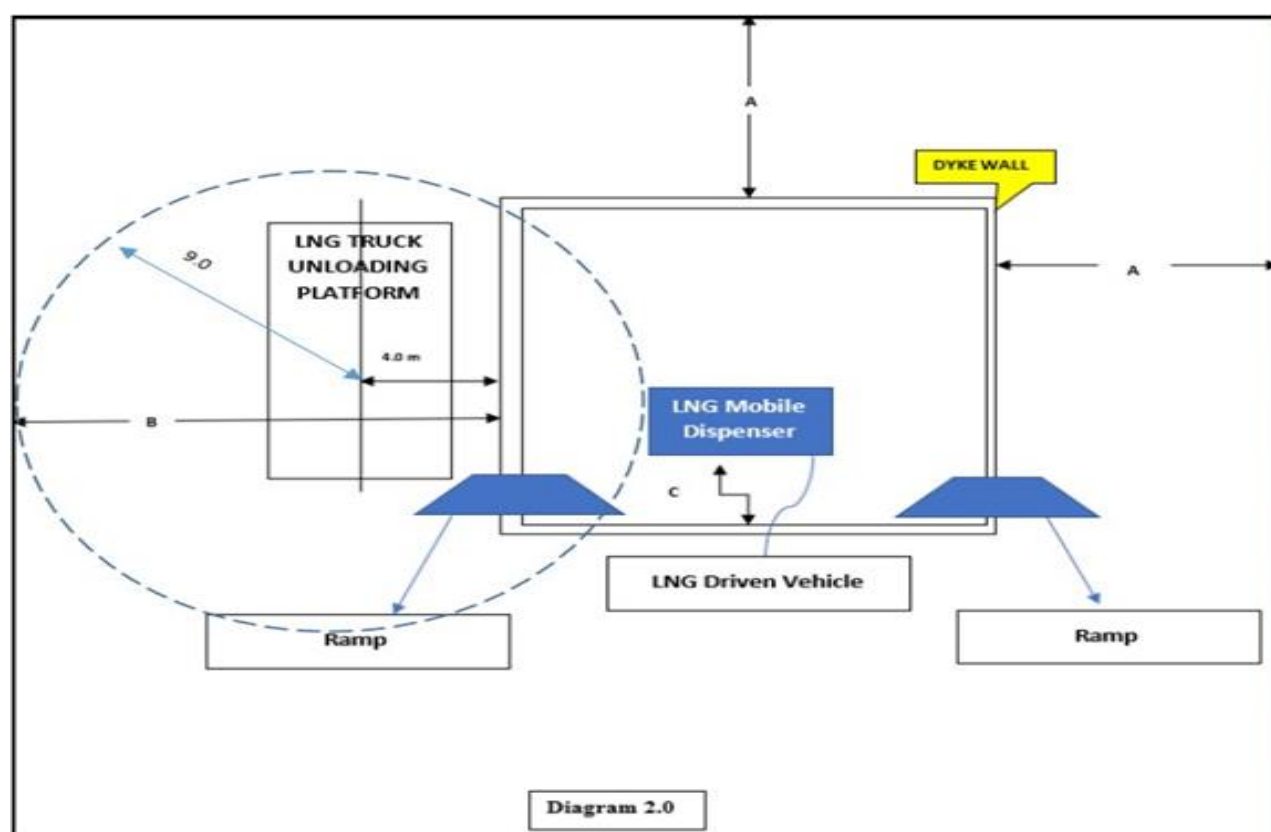 A
DYKE WALL
LNG TRUCK
UNLOADING
PLATFORM
9.0
A
4.0 m
B
LNG Mobile
Dispenser
C
LNG Driven Vehicle
Ramp
Ramp
Diagram 2.0